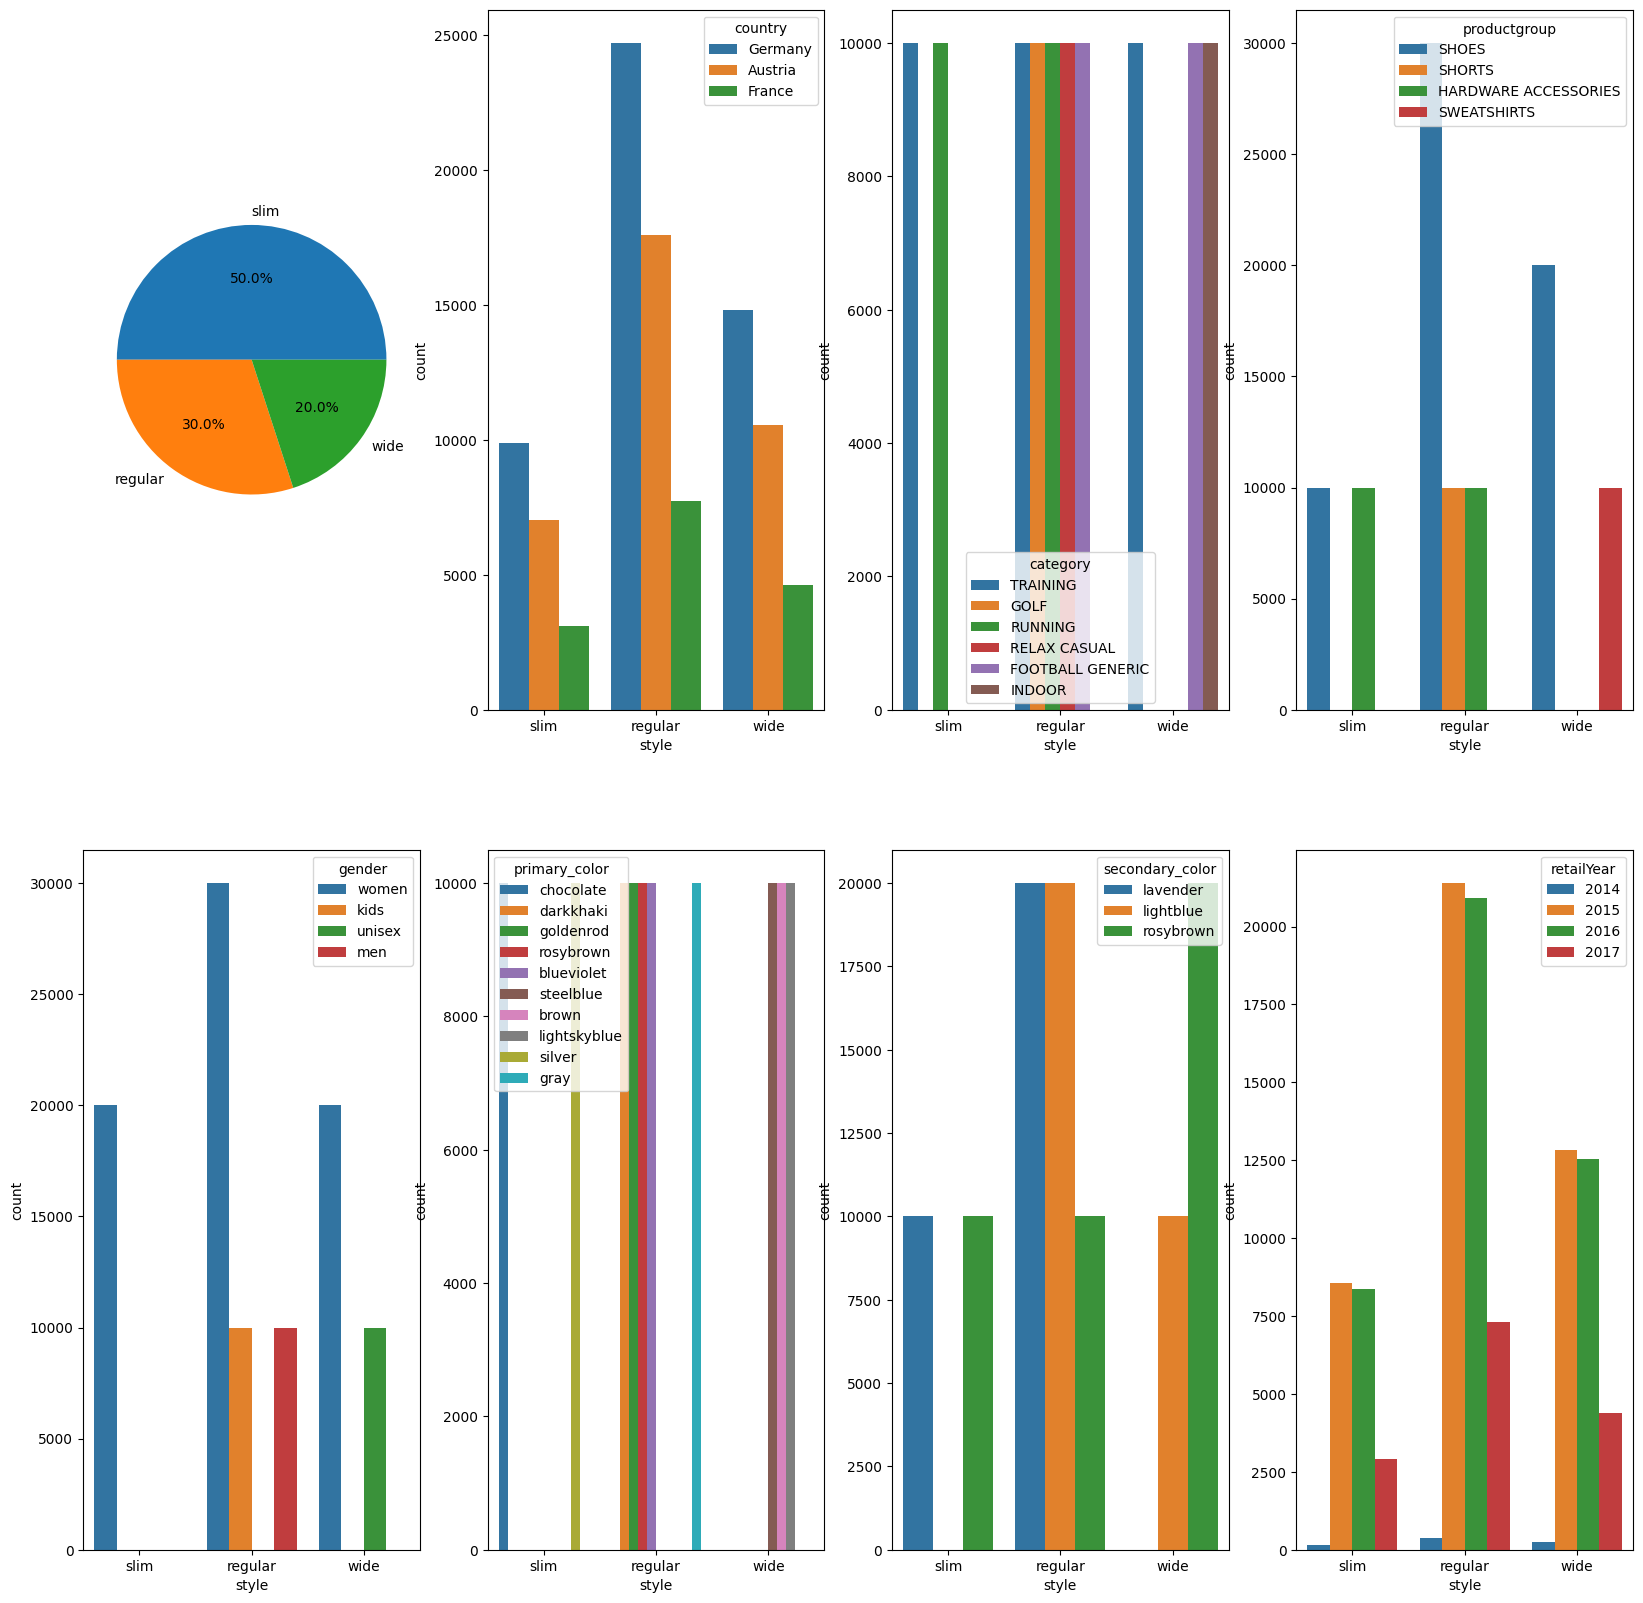 slim
50.0%
30.0%
20.0%
regular
wide
country
Germany
Austria
France
25000
20000
15000
10000
5000
0
count
slim
regular
wide
style
10000
8000
6000
4000
2000
0
count
category
TRAINING
GOLF
RUNNING
RELAX CASUAL
FOOTBALL GENERIC
INDOOR
slim
regular
wide
style
productgroup
SHOES
SHORTS
HARDWARE ACCESSORIES
SWEATSHIRTS
30000
25000
20000
15000
10000
5000
0
count
slim
regular
wide
style
gender
women
kids
unisex
men
30000
25000
20000
15000
10000
5000
0
count
slim
regular
wide
style
primary_color
chocolate
darkkhaki
goldenrod
rosybrown
blueviolet
steelblue
brown
lightskyblue
silver
gray
10000
8000
6000
4000
2000
0
count
slim
regular
wide
style
secondary_color
lavender
lightblue
rosybrown
20000
17500
15000
12500
10000
7500
5000
2500
0
count
slim
regular
wide
style
retailYear
2014
2015
2016
2017
20000
17500
15000
12500
10000
7500
5000
2500
0
count
slim
regular
wide
style